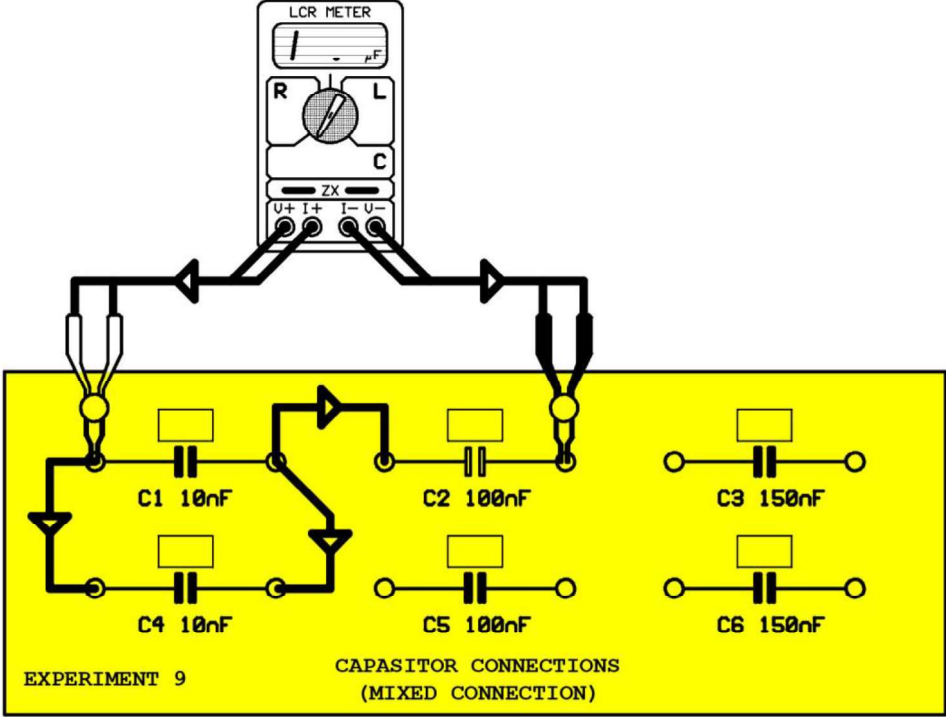 LCR METER
1 . µF
R L
C
ZX
V+ I+ I- V-
C1 10nF
C2 100nF
C3 150nF
C4 10nF
C5 100nF
C6 150nF
EXPERIMENT 9
CAPASITOR CONNECTIONS
(MIXED CONNECTION)